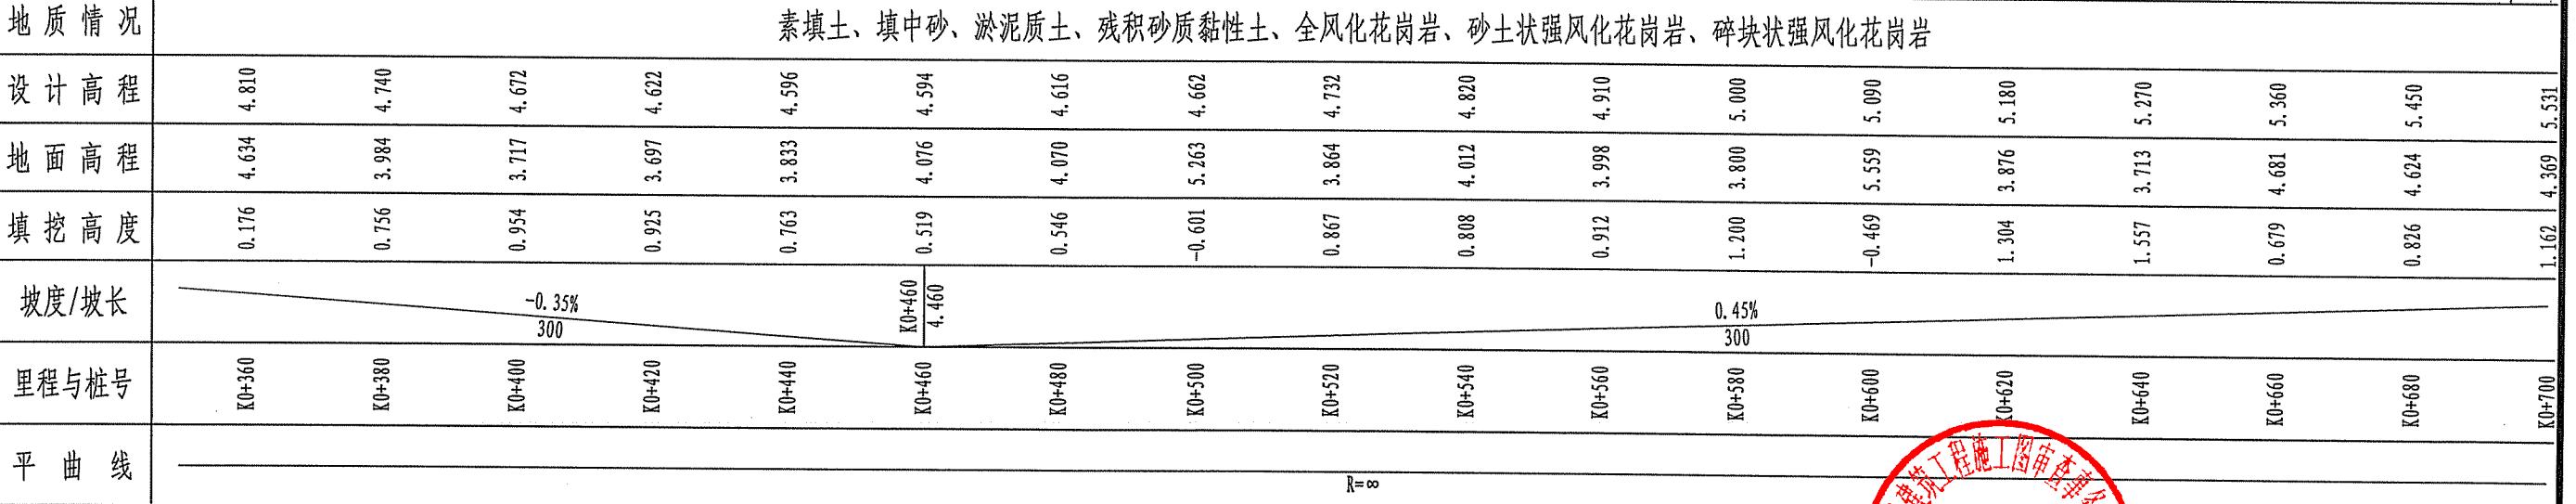 地质情况 素填土、填中砂、淤泥质土、残积砂质黏性土、全风化花岗岩、砂土状强风化花岗岩、碎块状强风化花岗岩
设计高程 4.810 4.740 4.672 4.622 4.596 4.594 4.616 4.662 4.732 4.820 4.910 5.000 5.090 5.180 5.270 5.360 5.450 5.531
地面高程 4.634 3.984 3.717 3.697 3.833 4.076 4.070 5.263 3.864 4.012 3.998 3.800 5.559 3.876 3.713 4.681 4.624 4.369
填挖高度 0.176 0.756 0.954 0.925 0.763 0.519 0.546 -0.601 0.867 0.808 0.912 1.200 -0.469 1.304 1.557 0.679 0.826 1.162
坡度/坡长 -0.35% 300 K0+460 4.460 0.45% 300
里程与桩号 K0+360 K0+380 K0+400 K0+420 K0+440 K0+460 K0+480 K0+500 K0+520 K0+540 K0+560 K0+580 K0+600 K0+620 K0+640 K0+660 K0+680 K0+700
平曲线 R=∞
建筑工程施工图审查事务